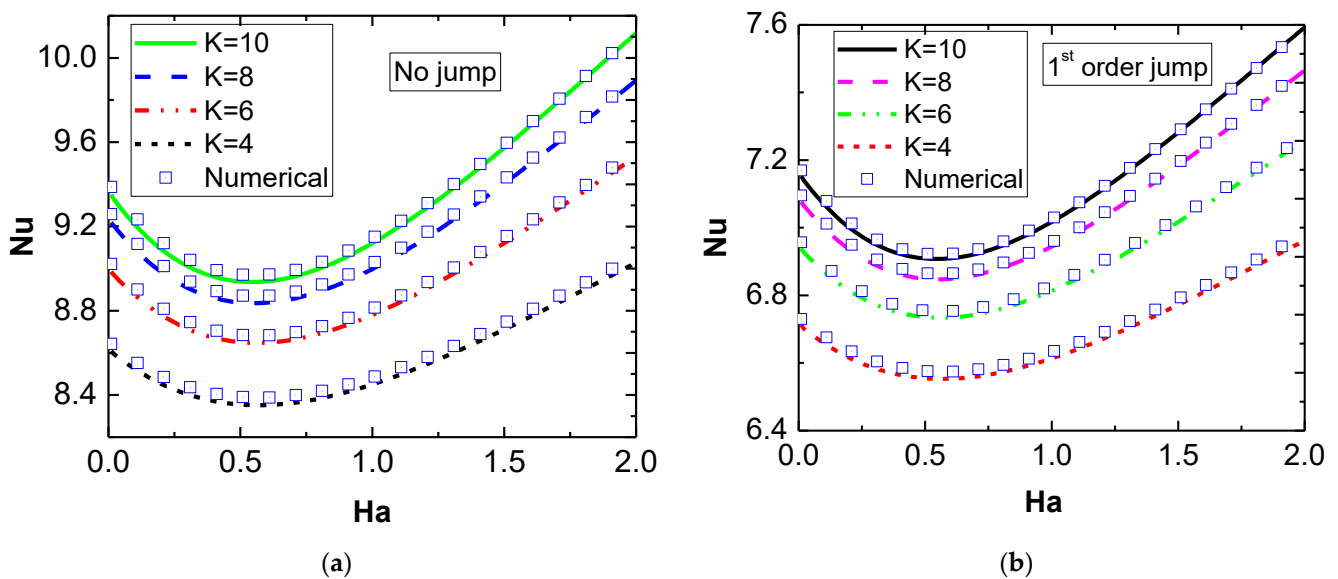 No jump
K=10
K=8
K=6
K=4
Numerical
Nu
10.0
9.6
9.2
8.8
8.4
0.0 0.5 1.0 1.5 2.0
Ha
(a)
1st order jump
K=10
K=8
K=6
K=4
Numerical
Nu
7.6
7.2
6.8
6.4
0.0 0.5 1.0 1.5 2.0
Ha
(b)